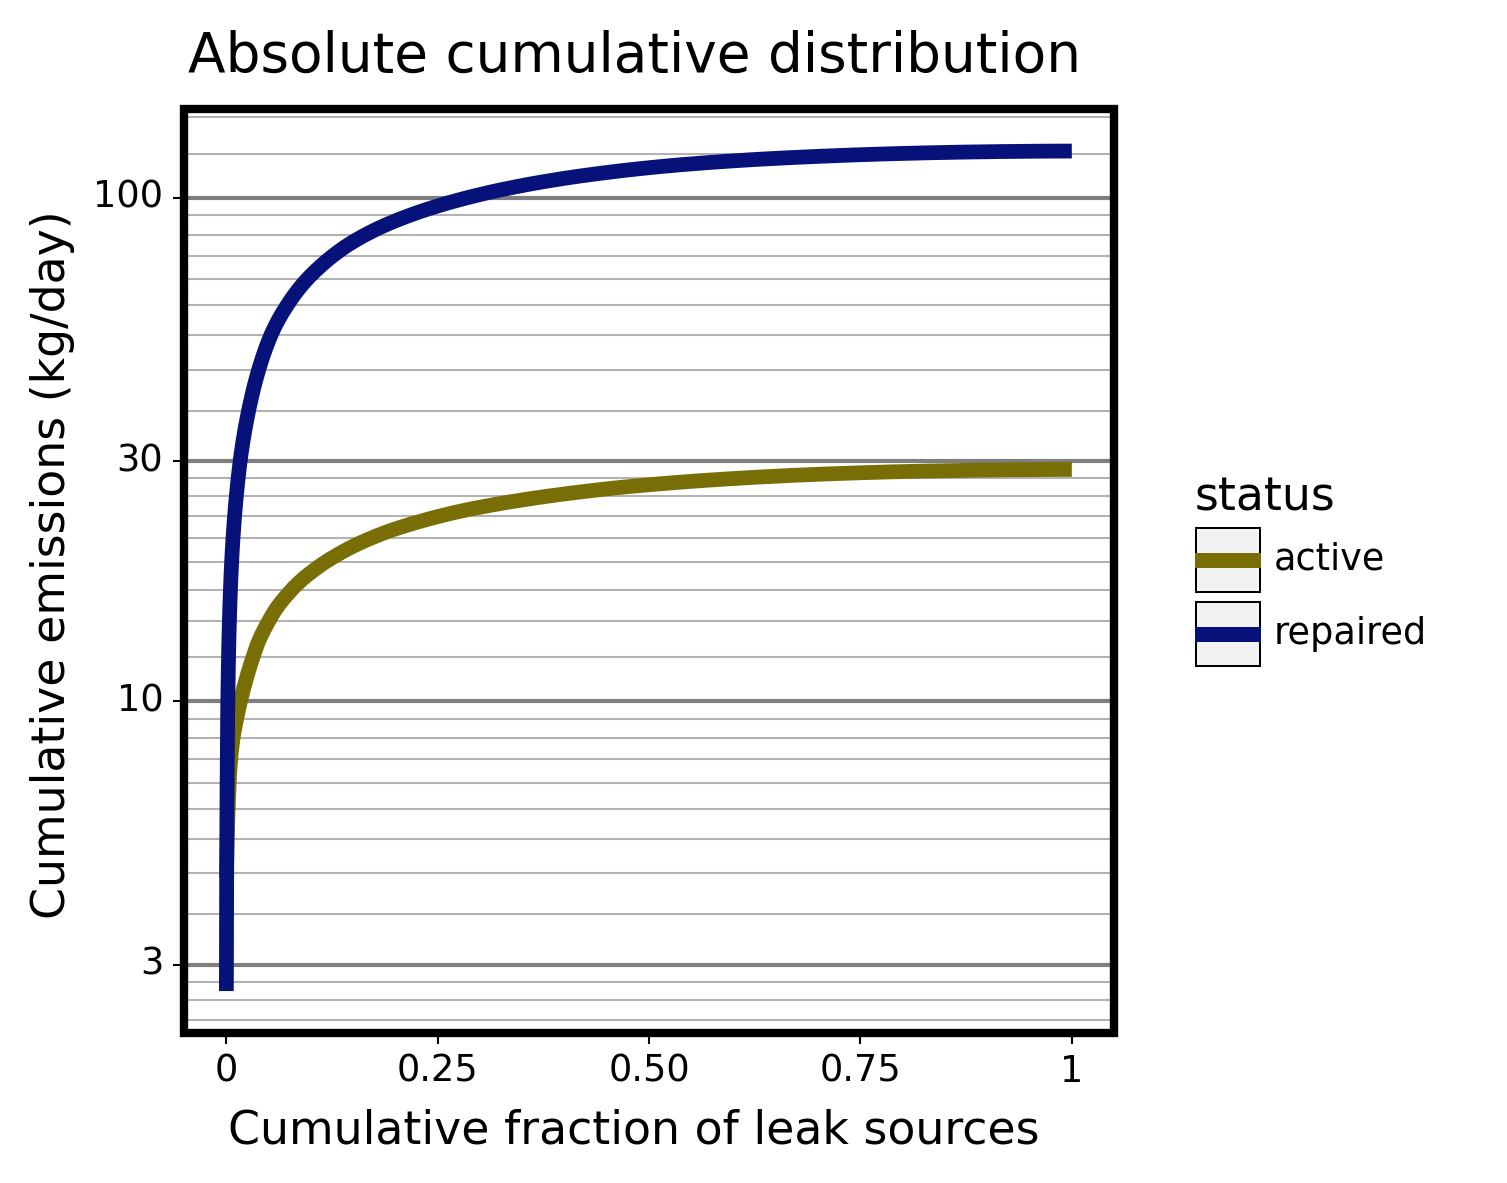 Absolute cumulative distribution
Cumulative emissions (kg/day)
100
30
10
3
0
0.25
0.50
0.75
1
Cumulative fraction of leak sources
status
active
repaired